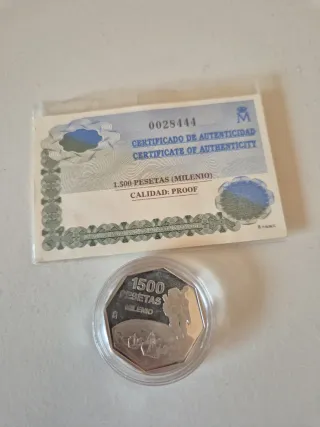 M
0028444
CERTIFICADO DE AUTENTICIDAD
CERTIFICATE OF AUTHENTICITY
1.500 PESETAS (MILENIO)
CALIDAD: PROOF
1500
PESETAS
MILENIO